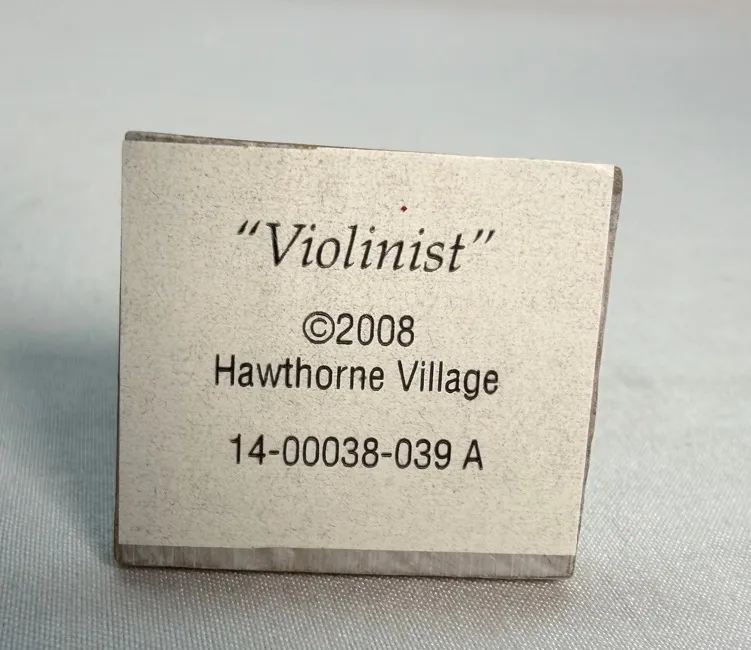 “Violinist”
©2008
Hawthorne Village
14-00038-039 A